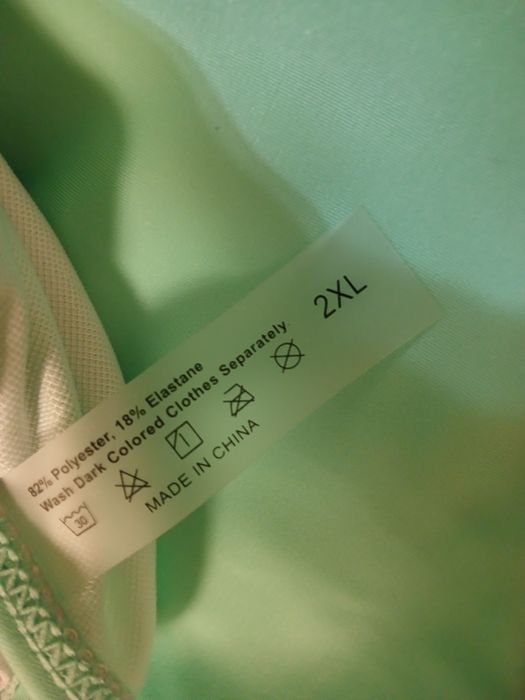 2XL
82% Polyester, 18% Elastane
Wash Dark Colored Clothes Separately
30
MADE IN CHINA